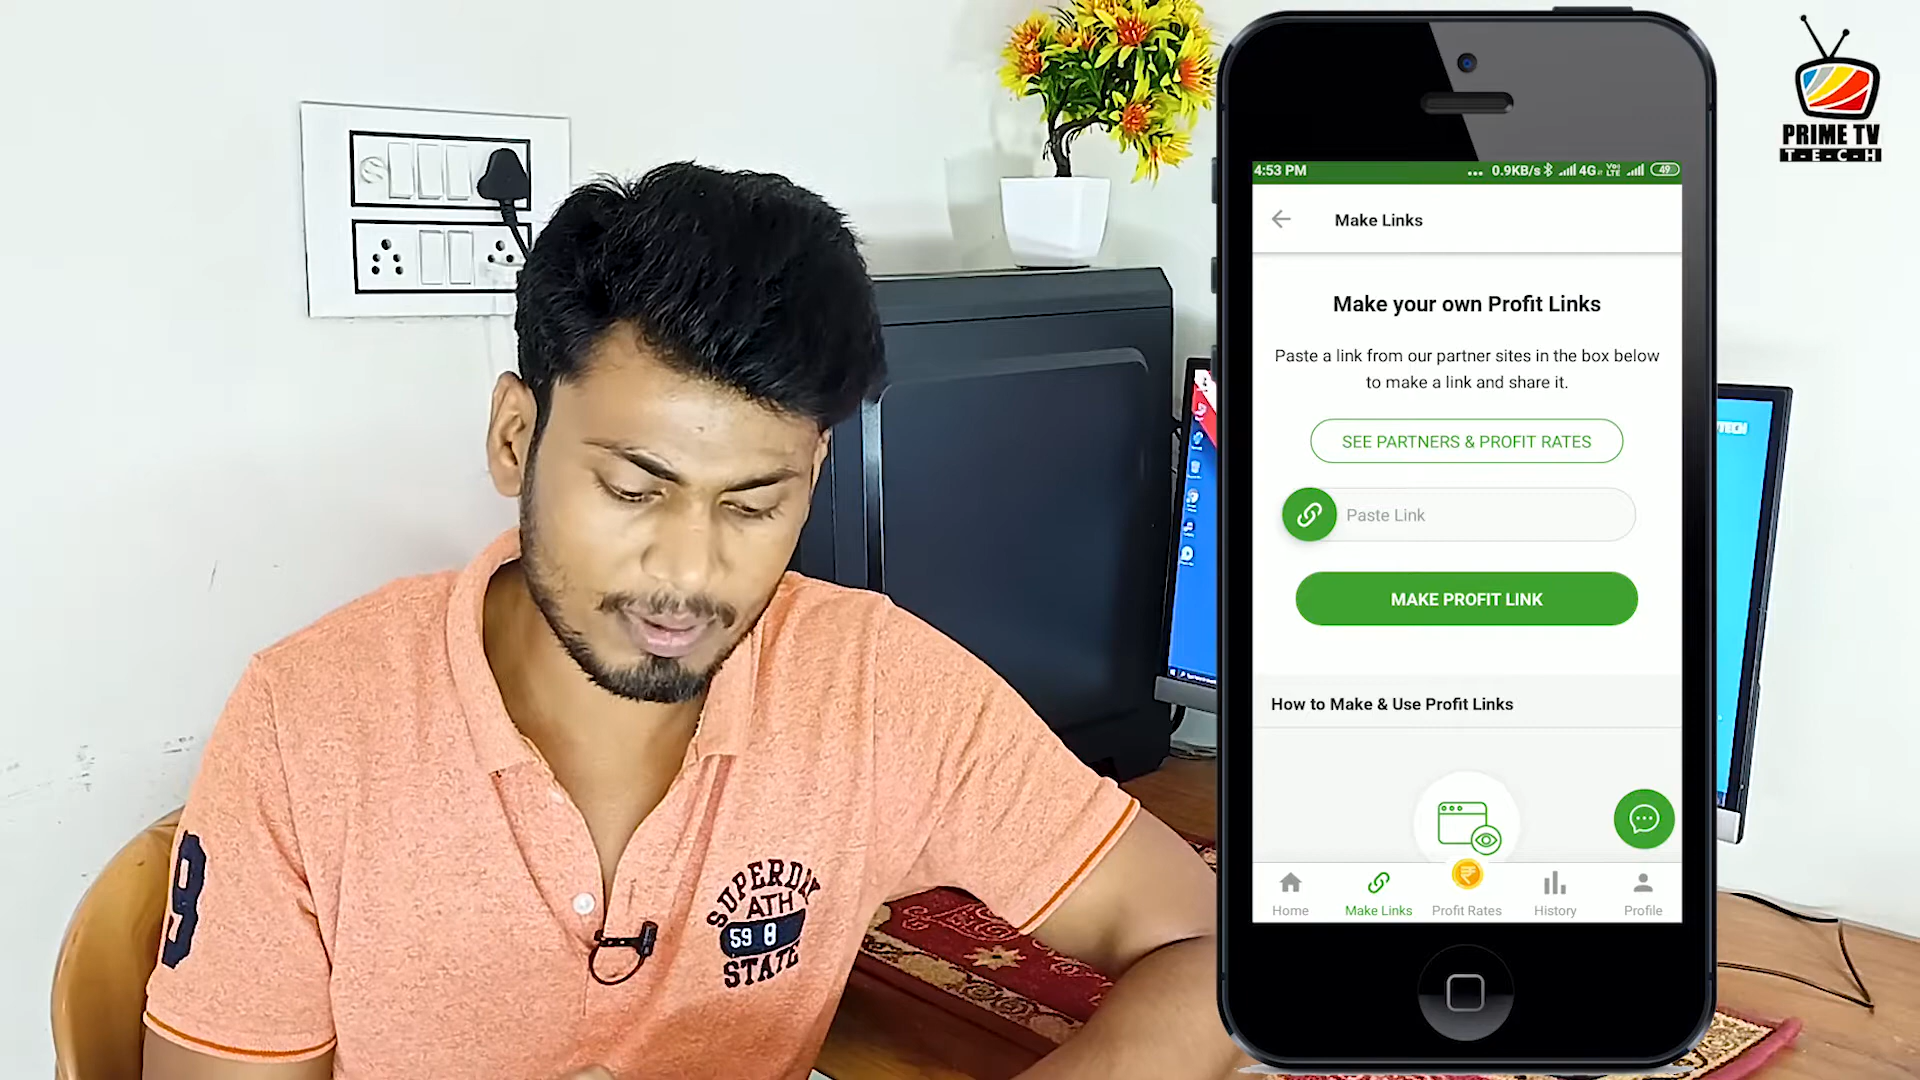 PRIME TV
T-E-C-H
4:53 PM
... 0.9KB/s 4G VoLTE 49
Make Links
Make your own Profit Links
Paste a link from our partner sites in the box below
to make a link and share it.
SEE PARTNERS & PROFIT RATES
Paste Link
MAKE PROFIT LINK
How to Make & Use Profit Links
Home
Make Links
Profit Rates
History
Profile
9
SUPERDRY
ATH
59 8
STATE